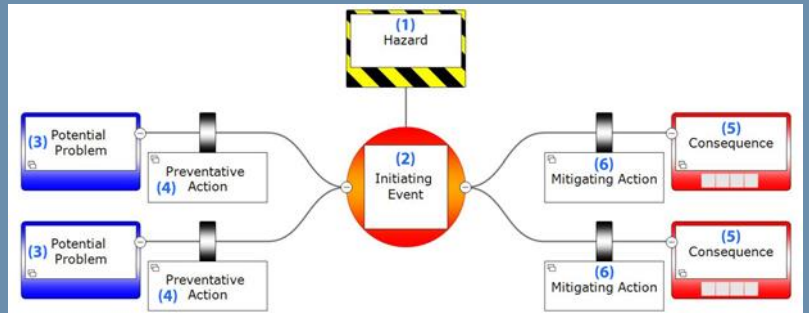 (1)
Hazard
(3) Potential
Problem
Preventative
(4) Action
(2)
Initiating
Event
(6)
Mitigating Action
(5)
Consequence
(3) Potential
Problem
Preventative
(4) Action
(6)
Mitigating Action
(5)
Consequence